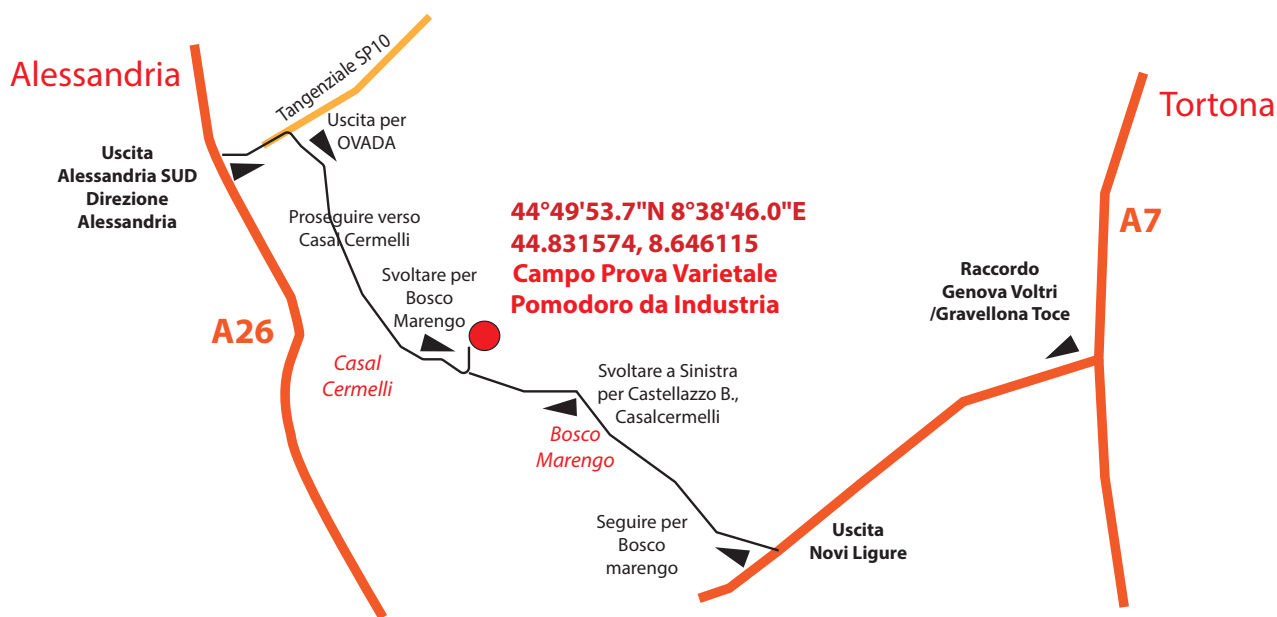 Alessandria
Tangenziale SP10
Uscita per
OVADA
Uscita
Alessandria SUD
Direzione
Alessandria
Tortona
A7
Proseguire verso
Casal Cermelli
44°49'53.7"N 8°38'46.0"E
44.831574, 8.646115
Campo Prova Varietale
Pomodoro da Industria
Svoltare per
Bosco
Marengo
Raccordo
Genova Voltri
/Gravellona Toce
A26
Casal
Cermelli
Svoltare a Sinistra
per Castellazzo B.,
Casalcermelli
Bosco
Marengo
Seguire per
Bosco
marengo
Uscita
Novi Ligure